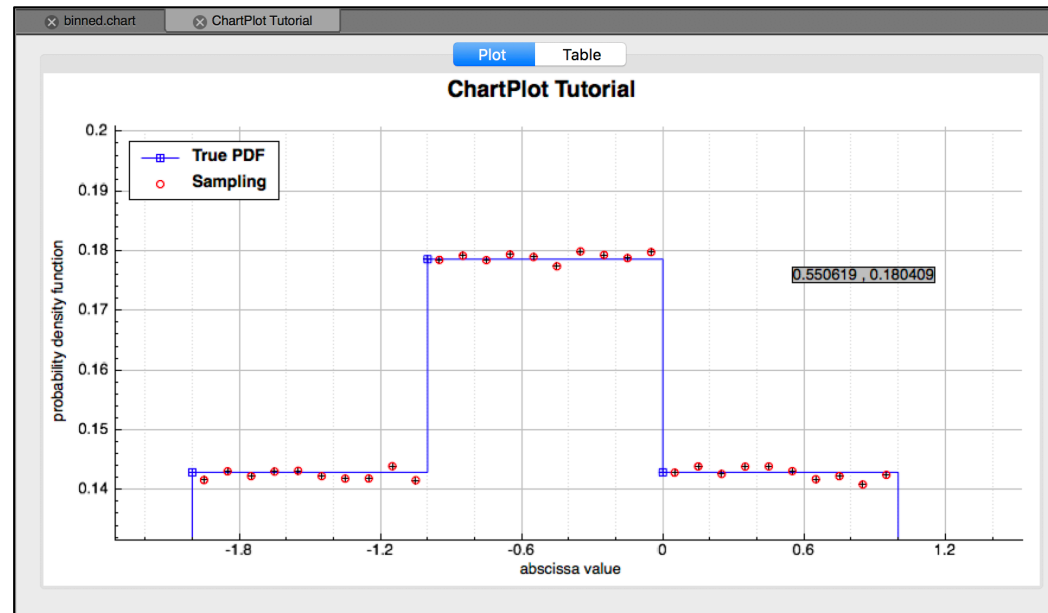 binned.chart
ChartPlot Tutorial
Plot
Table
ChartPlot Tutorial
0.2
0.19
0.18
0.17
0.16
0.15
0.14
probability density function
True PDF
Sampling
0.550619 , 0.180409
-1.8
-1.2
-0.6
0
0.6
1.2
abscissa value